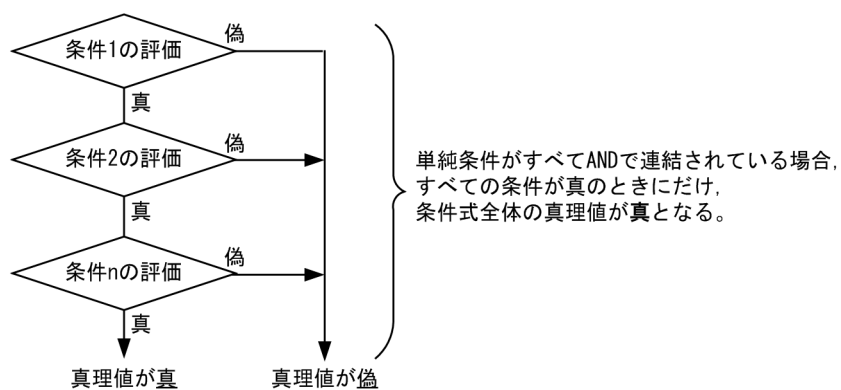 条件1の評価
偽
真
条件2の評価
偽
真
条件nの評価
偽
真
真理値が真
真理値が偽
単純条件がすべてANDで連結されている場合,
すべての条件が真のときにだけ,
条件式全体の真理値が真となる。